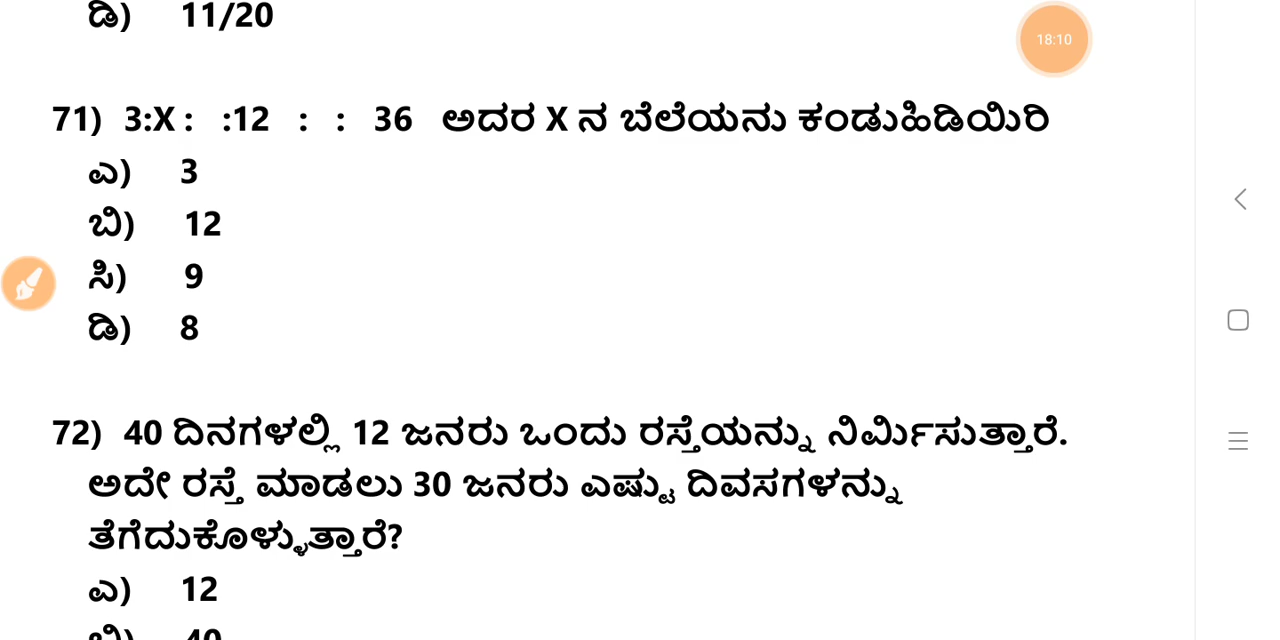 ಡಿ) 11/20
18:10
71) 3:X : :12 : : 36 ಅದರ X ನ ಬೆಲೆಯನು ಕಂಡುಹಿಡಿಯಿರಿ
ಎ) 3
ಬಿ) 12
ಸಿ) 9
ಡಿ) 8
72) 40 ದಿನಗಳಲ್ಲಿ 12 ಜನರು ಒಂದು ರಸ್ತೆಯನ್ನು ನಿರ್ಮಿಸುತ್ತಾರೆ.
ಅದೇ ರಸ್ತೆ ಮಾಡಲು 30 ಜನರು ಎಷ್ಟು ದಿವಸಗಳನ್ನು
ತೆಗೆದುಕೊಳ್ಳುತ್ತಾರೆ?
ಎ) 12
ಬಿ) 40